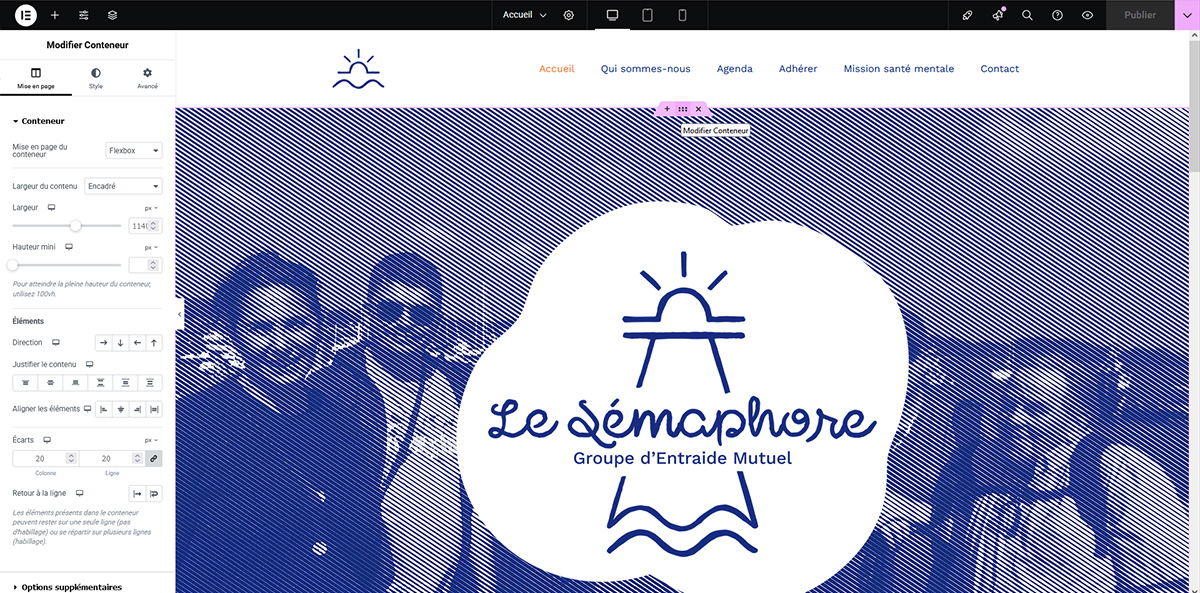 Accueil
Publier
Modifier Conteneur
Mise en page
Style
Avancé
Accueil
Qui sommes-nous
Agenda
Adhérer
Mission santé mentale
Contact
Modifier Conteneur
Conteneur
Mise en page du
conteneur
Flexbox
Largeur du contenu
Encadré
Largeur
px
114
Hauteur mini
px
Pour atteindre la pleine hauteur du conteneur,
utilisez 100vh.
Éléments
Direction
Justifier le contenu
Aligner les éléments
Écarts
px
20
20
Colonne
Ligne
Retour à la ligne
Les éléments présents dans le conteneur
peuvent rester sur une seule ligne (pas
d'habillage) ou se répartir sur plusieurs lignes
(habillage).
Options supplémentaires
Le Sémaphore
Groupe d'Entraide Mutuel